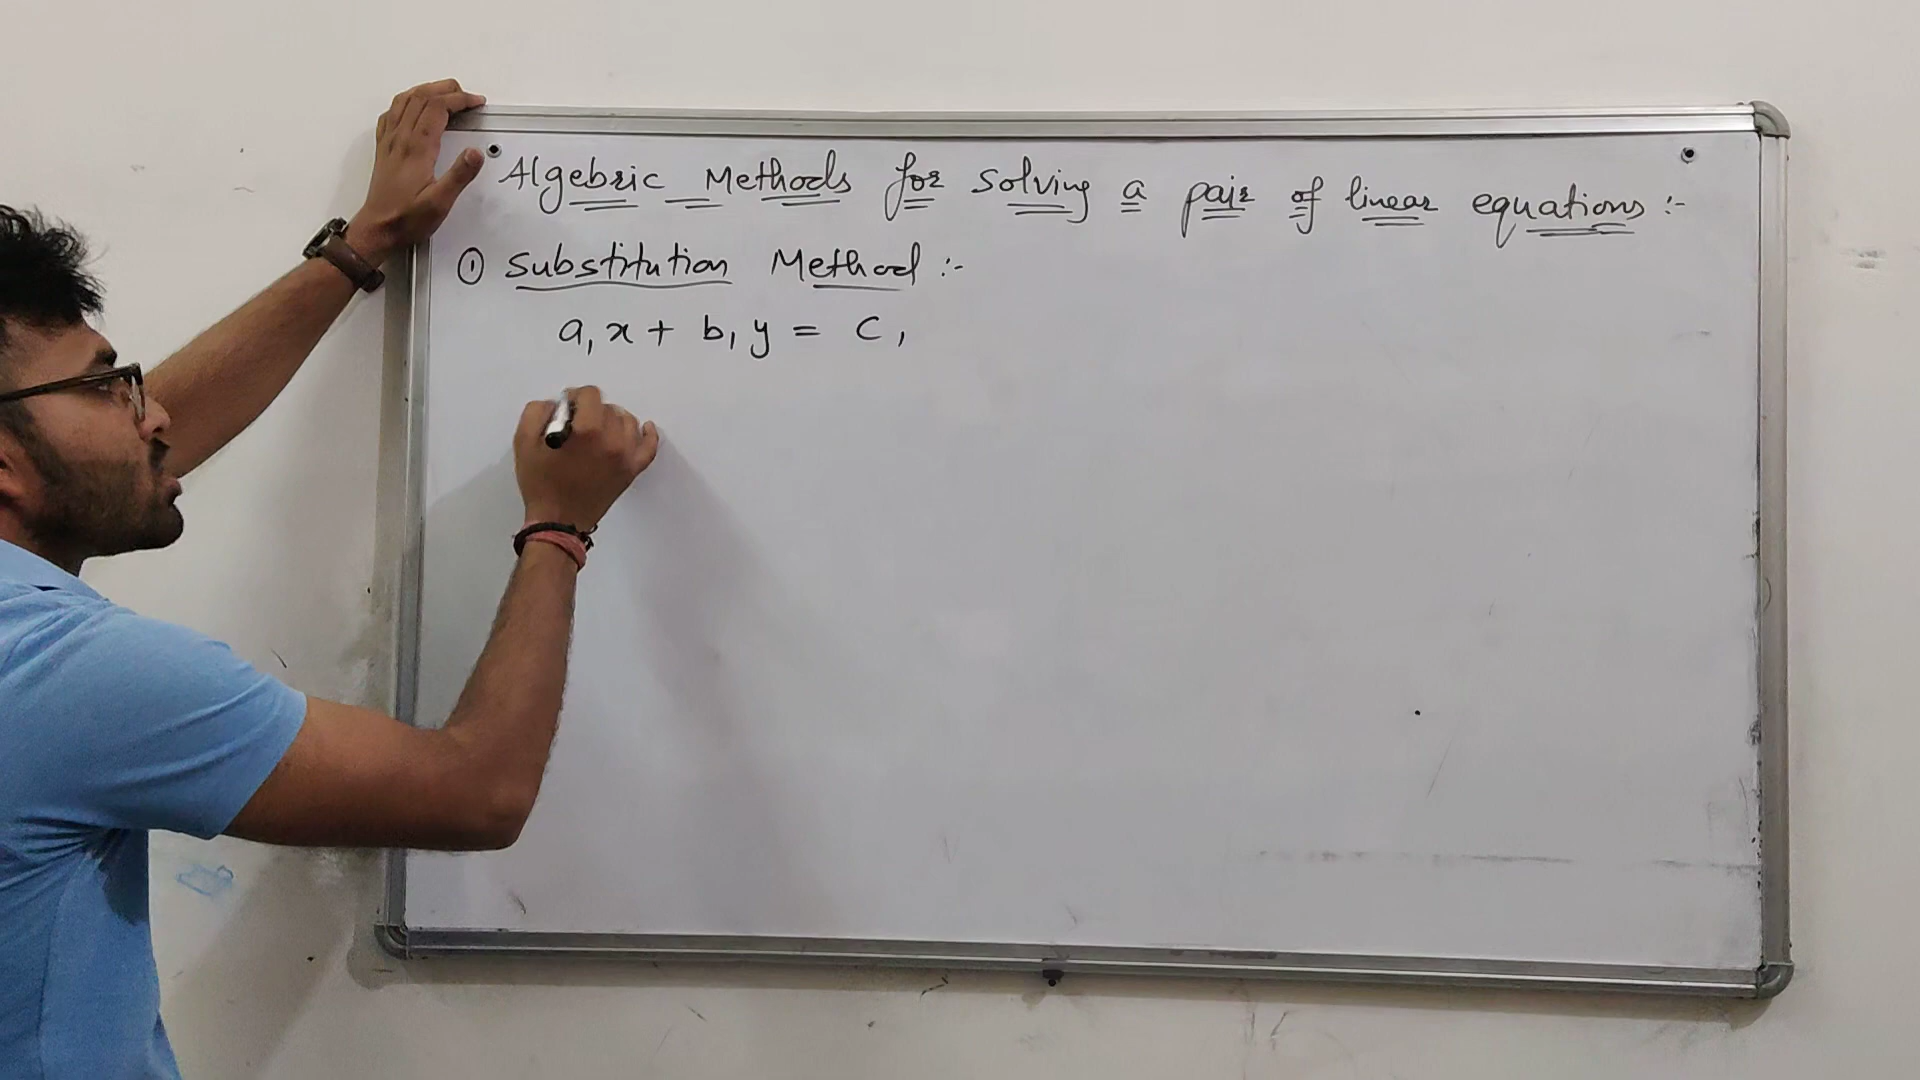 Algebric Methods for solving a pair of linear equations :-
① Substitution Method :-
a₁x + b₁y = c₁